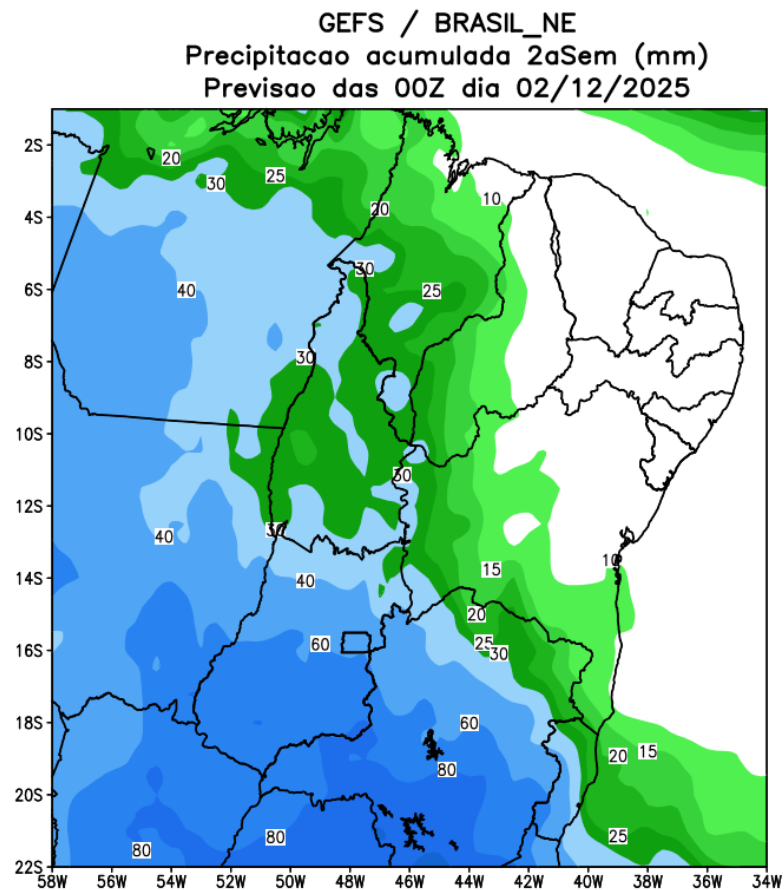 GEFS / BRASIL_NE
Precipitacao acumulada 2aSem (mm)
Previsao das 00Z dia 02/12/2025
2S
20
25
30
4S
10
20
30
6S
40
25
8S
30
10S
30
12S
40
30
10
14S
40
15
20
16S
60
25
30
18S
60
20
15
80
20S
25
80
80
22S
58W
56W
54W
52W
50W
48W
46W
44W
42W
40W
38W
36W
34W